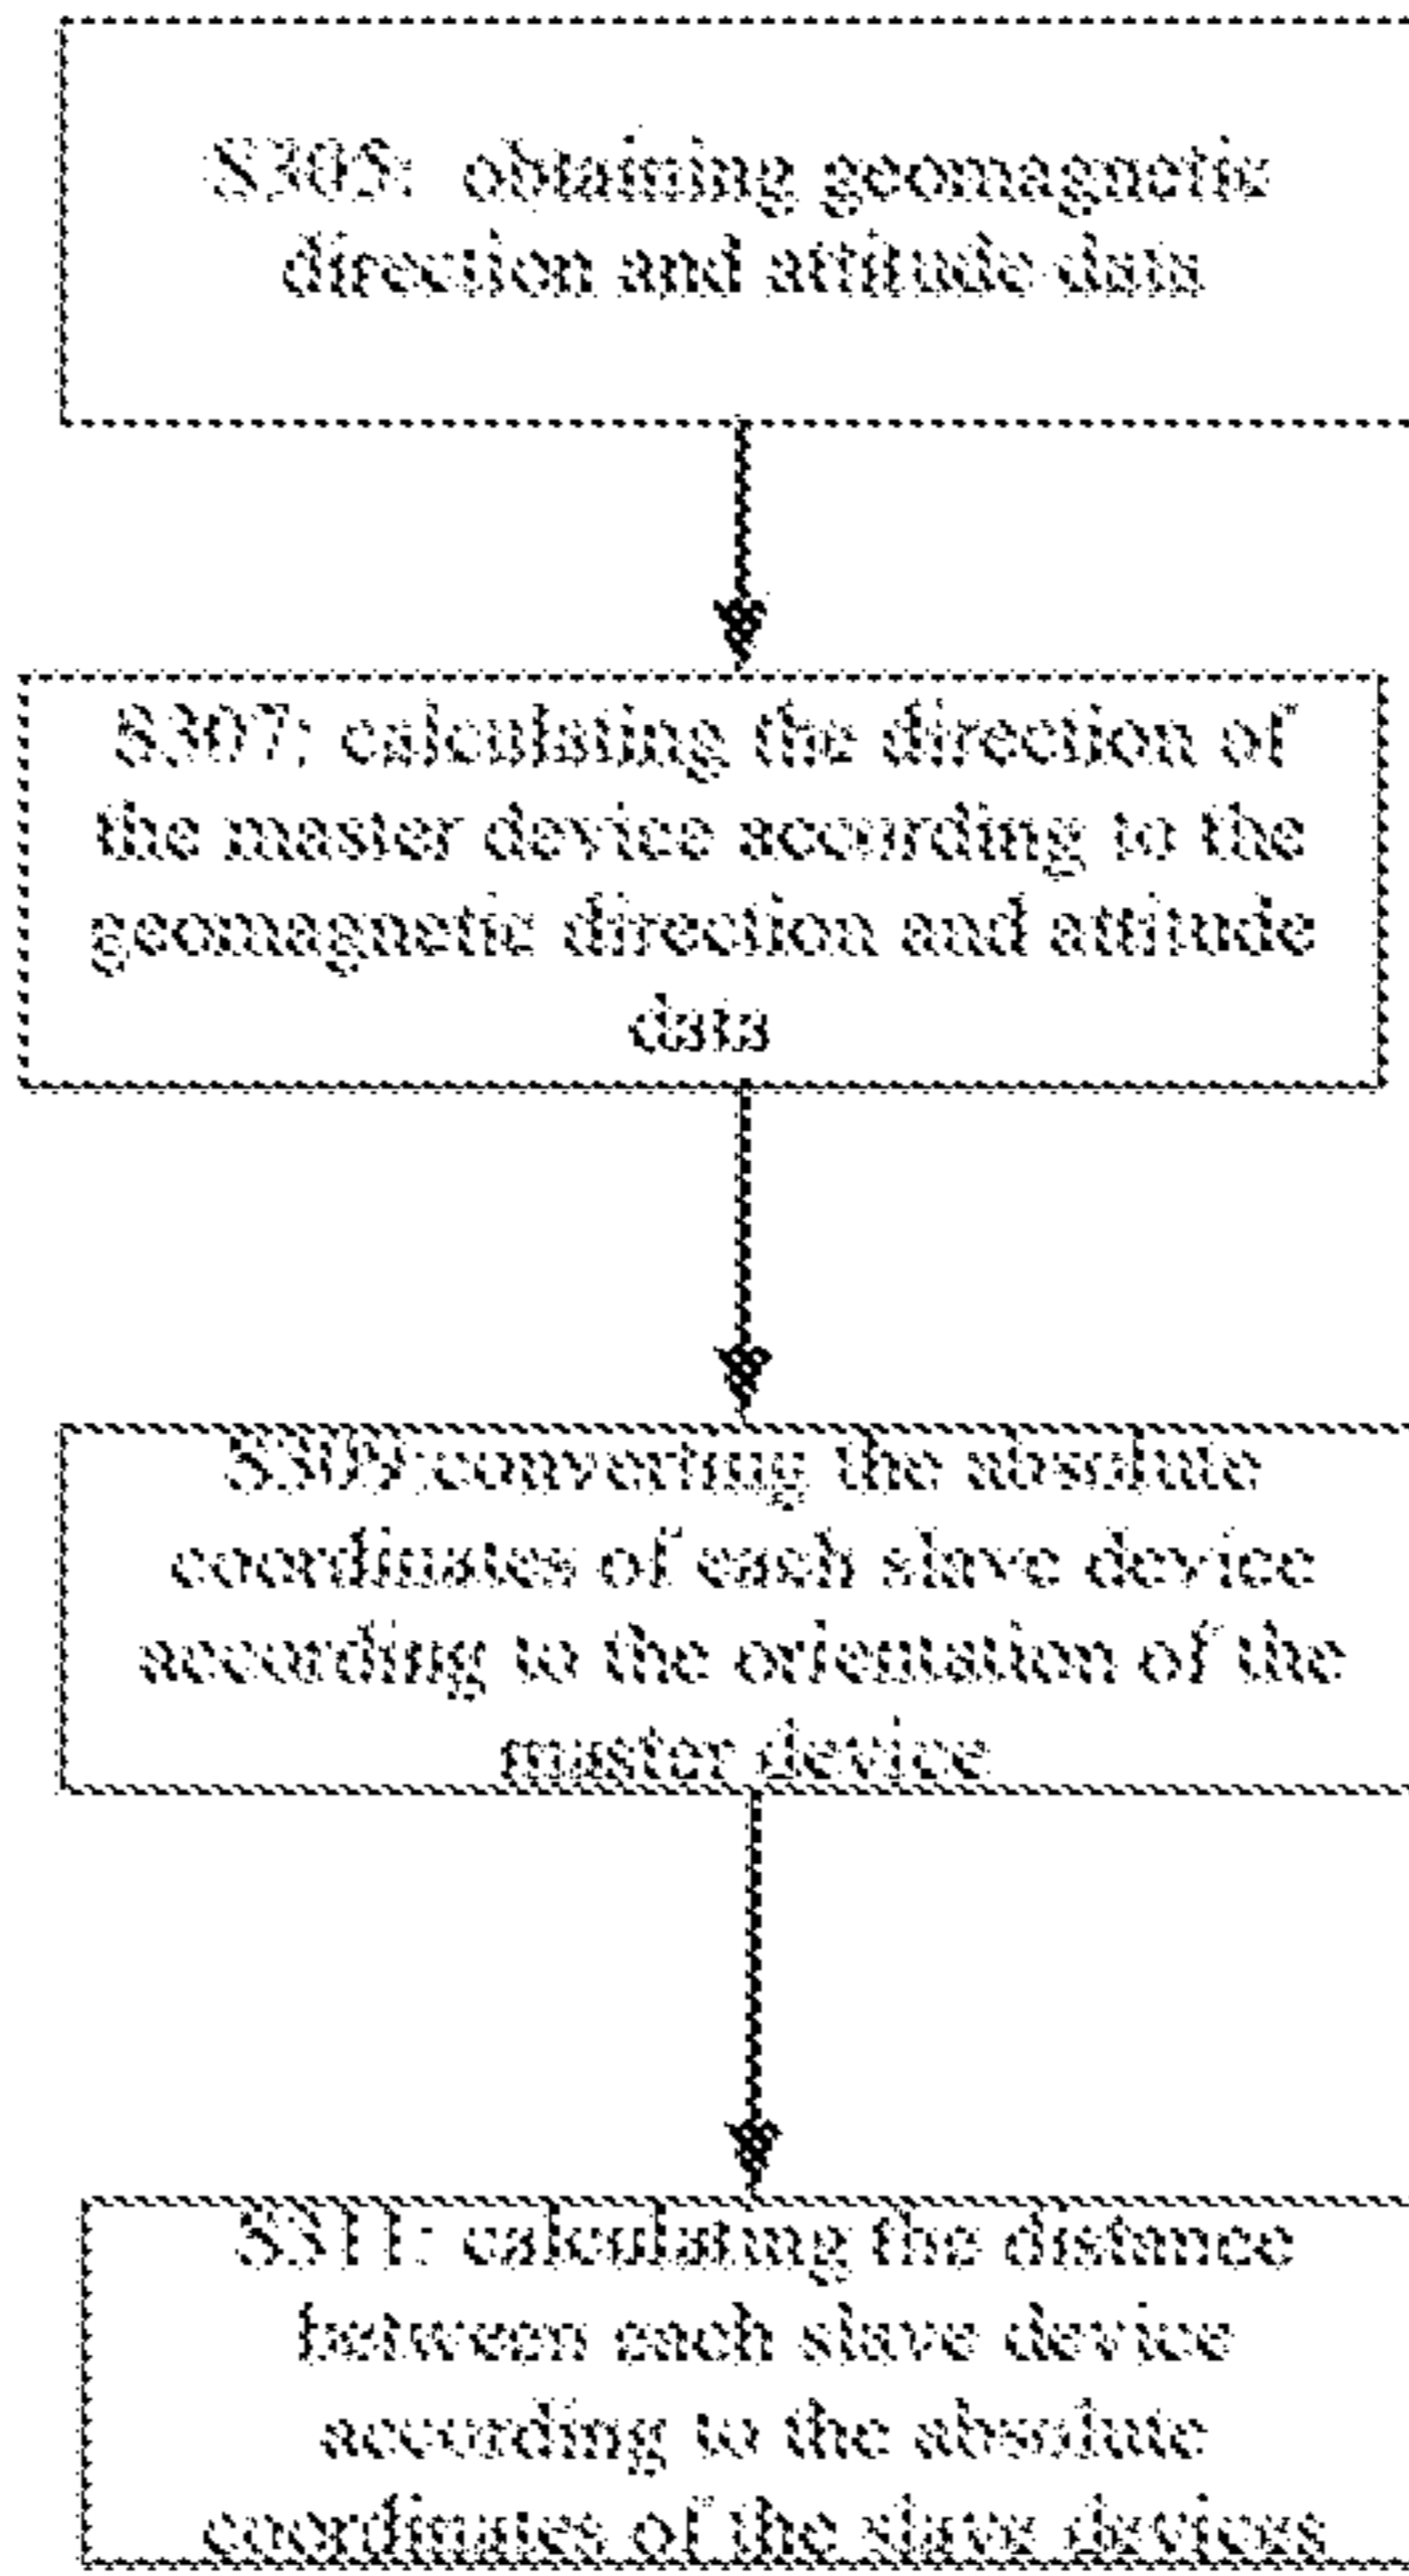 S305: obtaining geomagnetic
direction and attitude data
S307: calculating the direction of
the master device according to the
geomagnetic direction and attitude
data
S309:converting the absolute
coordinates of each slave device
according to the orientation of the
master device
S311: calculating the distance
between each slave device
according to the absolute
coordinates of the slave devices